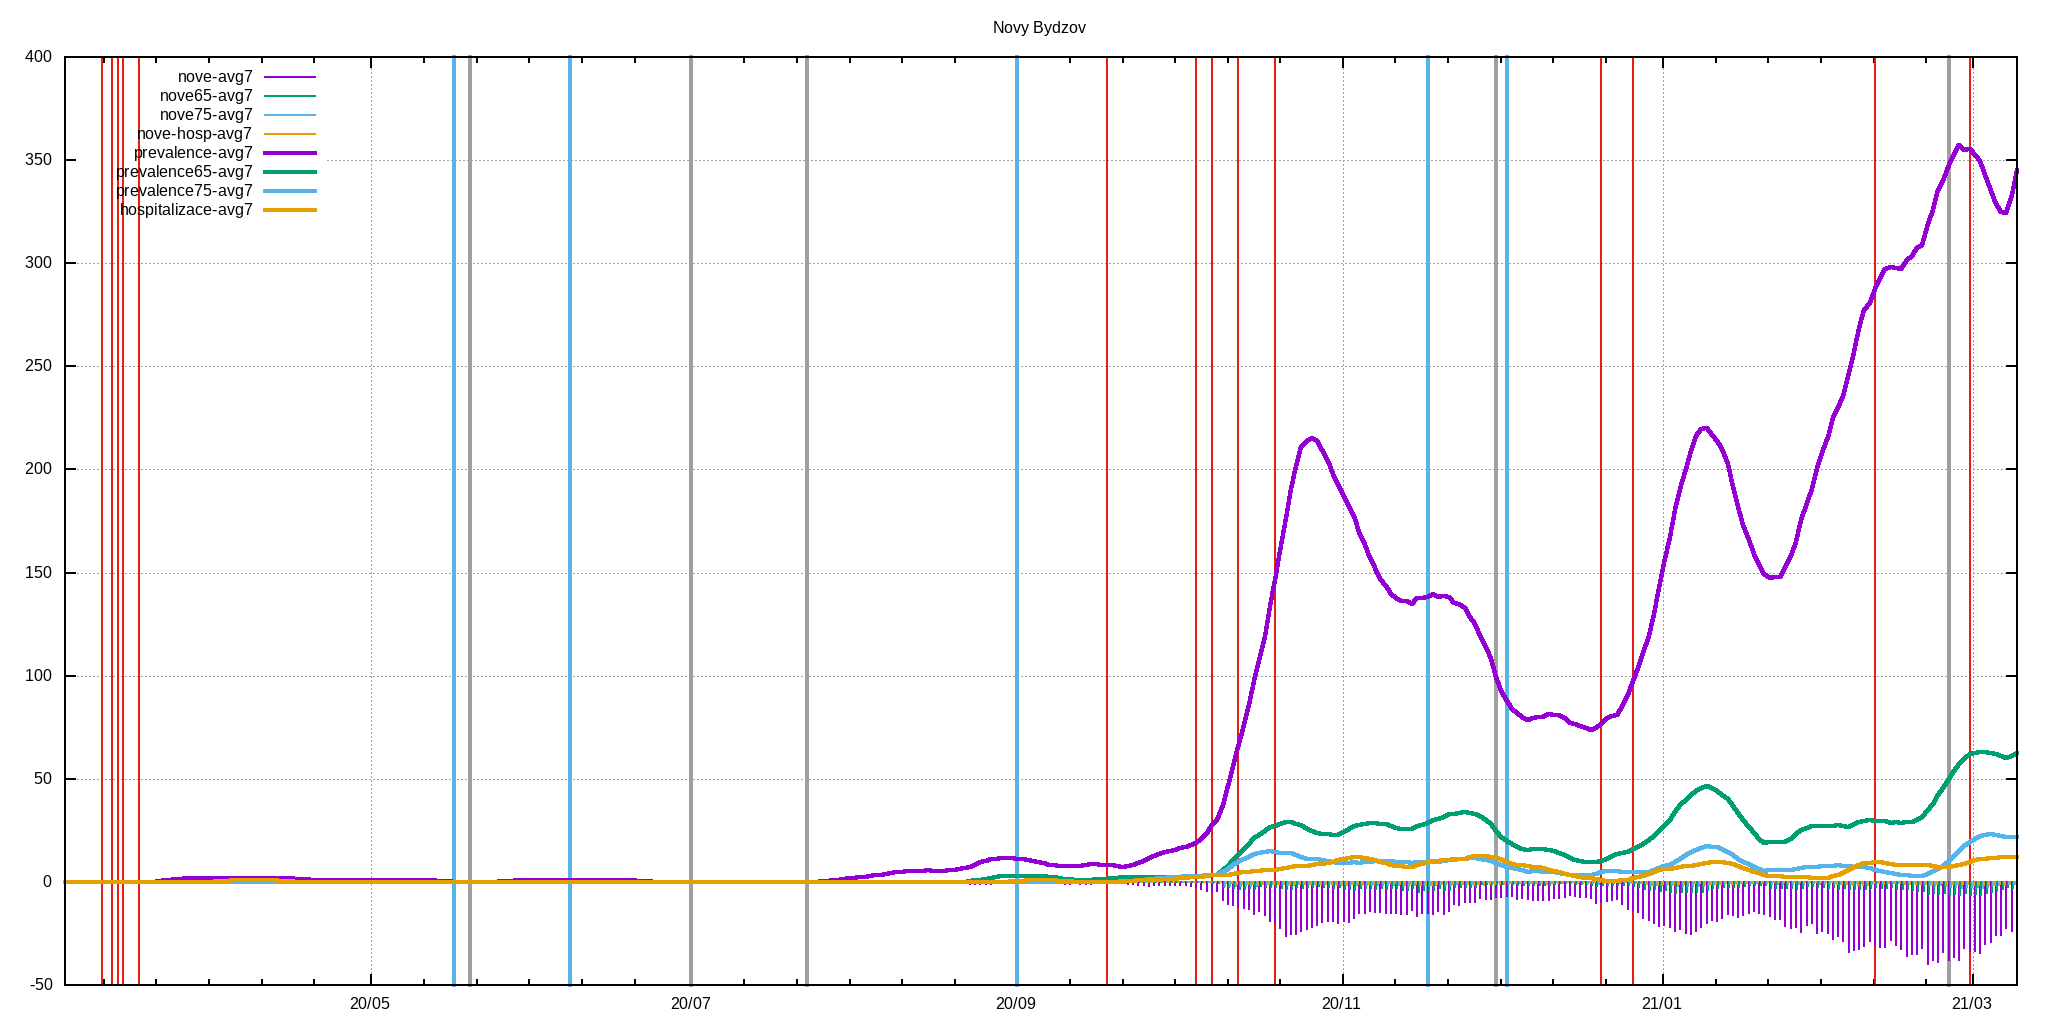 Novy Bydzov
400
350
300
250
200
150
100
50
0
-50
nove-avg7
nove65-avg7
nove75-avg7
nove-hosp-avg7
prevalence-avg7
prevalence65-avg7
prevalence75-avg7
hospitalizace-avg7
20/05
20/07
20/09
20/11
21/01
21/03